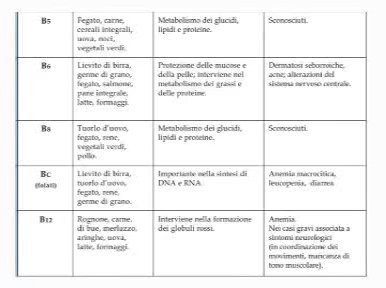 B5
Fegato, carne,
cereali integrali,
uova, noci,
vegetali verdi.
Metabolismo dei glucidi,
lipidi e proteine.
Sconosciuti.
B6
Lievito di birra,
germe di grano,
fegato, salmone,
pane integrale,
latte, formaggi.
Protezione delle mucose e
della pelle; interviene nel
metabolismo dei grassi e
delle proteine.
Dermatosi seborroiche,
acne; alterazioni del
sistema nervoso centrale.
B8
Tuorlo d'uovo,
fegato, rene,
vegetali verdi,
pollo.
Metabolismo dei glucidi,
lipidi e proteine.
Sconosciuti.
BC
(folati)
Lievito di birra,
tuorlo d'uovo,
fegato, rene,
germe di grano.
Importante nella sintesi di
DNA e RNA.
Anemia macrocitica,
leucopenia, diarrea.
B12
Rognone, carne.
di bue, merluzzo,
aringhe, uova,
latte, formaggi.
Interviene nella formazione
dei globuli rossi.
Anemia.
Nei casi gravi associata a
sintomi neurologici
(in coordinazione dei
movimenti, mancanza di
tono muscolare).